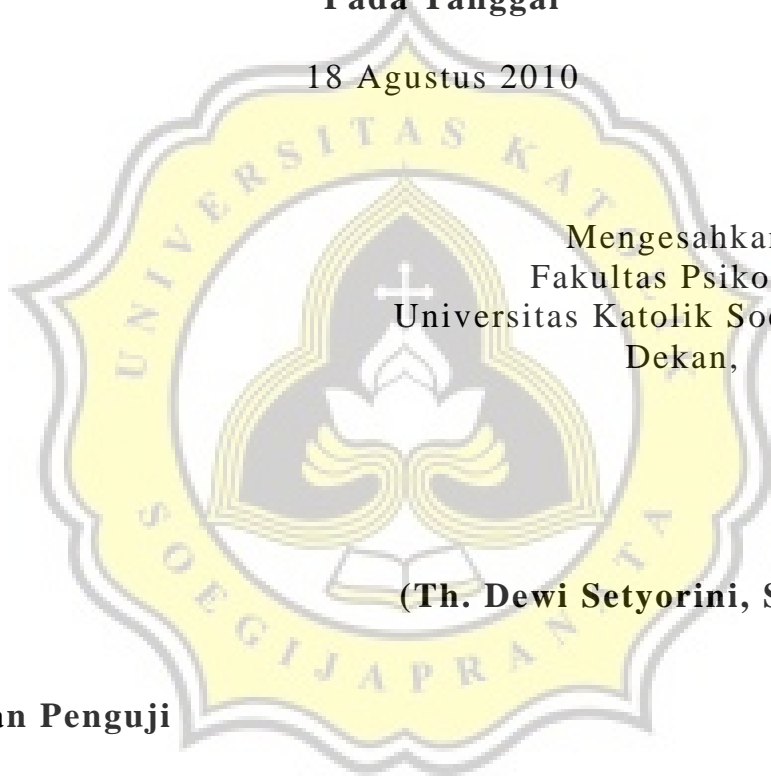 Pada Tanggal
18 Agustus 2010
Mengesahkan
Fakultas Psiko
Universitas Katolik Soe
Dekan,
(Th. Dewi Setyorini, S
an Penguji
UNIVERSITAS KATOLIK
SOEGIJAPRANATA